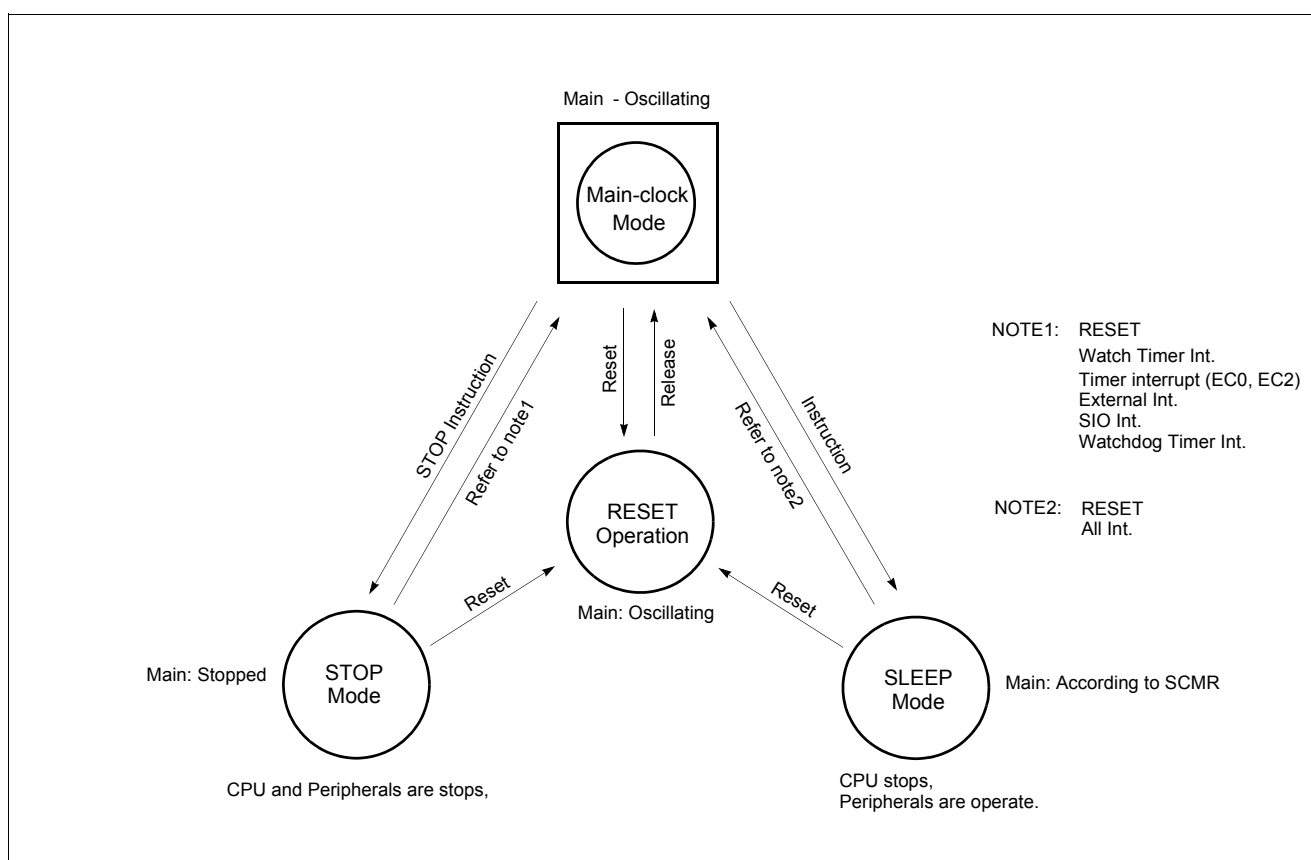 Main - Oscillating
Main-clock
Mode
STOP Instruction
Refer to note1
Reset
Release
Refer to note2
Instruction
NOTE1: RESET
Watch Timer Int.
Timer interrupt (EC0, EC2)
External Int.
SIO Int.
Watchdog Timer Int.
NOTE2: RESET
All Int.
RESET
Operation
Main: Oscillating
Reset
Reset
Main: Stopped
STOP
Mode
CPU and Peripherals are stops,
SLEEP
Mode
Main: According to SCMR
CPU stops,
Peripherals are operate.